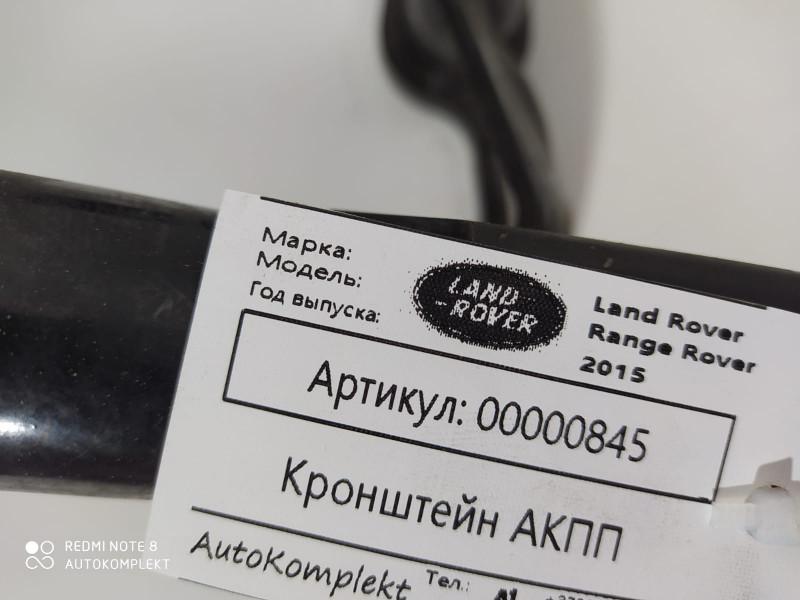 Марка:
Модель:
Год выпуска:
LAND
-ROVER
Land Rover
Range Rover
2015
Артикул: 00000845
Кронштейн АКПП
AutoKomplekt
Тел.:
REDMI NOTE 8
AUTOKOMPLEKT